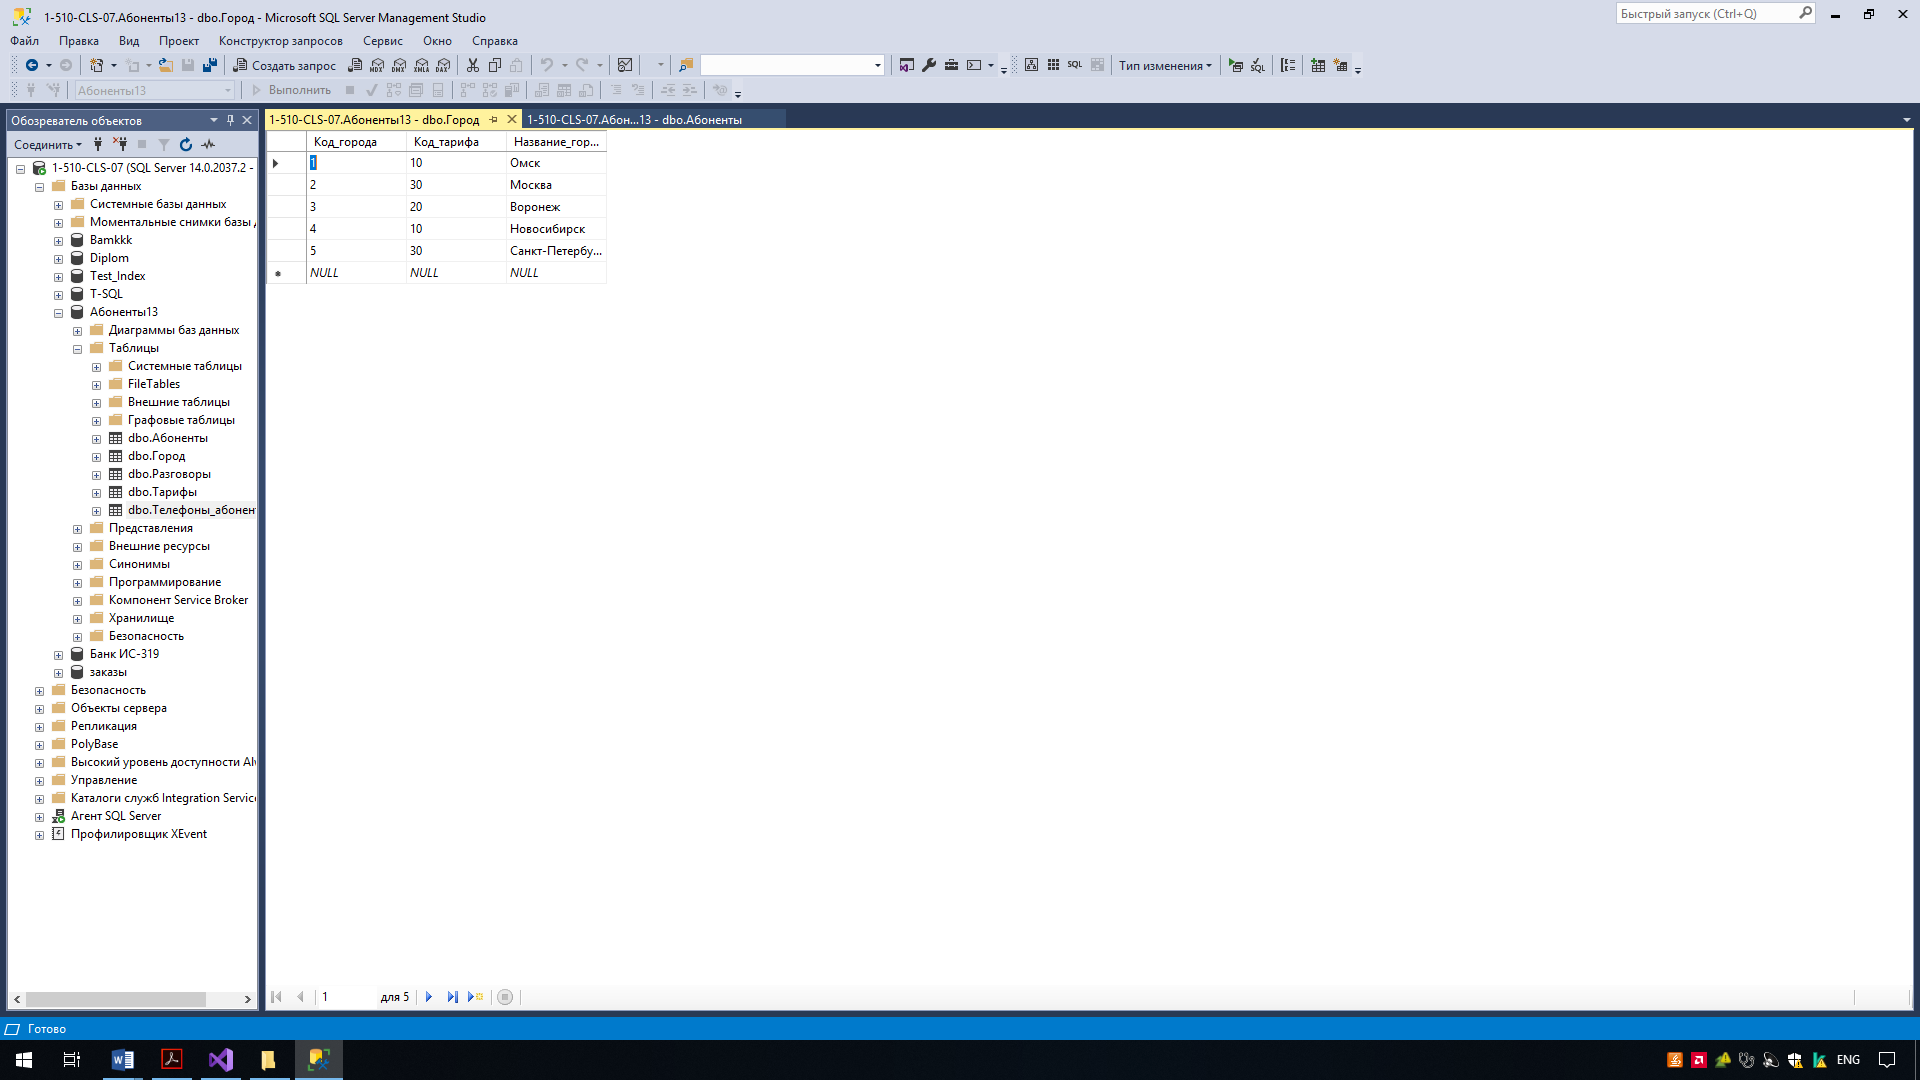 1-510-CLS-07.Абоненты13 - dbo.Город - Microsoft SQL Server Management Studio
Быстрый запуск (Ctrl+Q)
Файл Правка Вид Проект Конструктор запросов Сервис Окно Справка
Создать запрос MDX DMX XMLA DAX SQL Тип изменения SQL
Абоненты13 Выполнить
Обозреватель объектов
Соединить
1-510-CLS-07 (SQL Server 14.0.2037.2 -
Базы данных
Системные базы данных
Моментальные снимки базы
Bamkkk
Diplom
Test_Index
T-SQL
Абоненты13
Диаграммы баз данных
Таблицы
Системные таблицы
FileTables
Внешние таблицы
Графовые таблицы
dbo.Абоненты
dbo.Город
dbo.Разговоры
dbo.Тарифы
dbo.Телефоны_абонен
Представления
Внешние ресурсы
Синонимы
Программирование
Компонент Service Broker
Хранилище
Безопасность
Банк ИС-319
заказы
Безопасность
Объекты сервера
Репликация
PolyBase
Высокий уровень доступности Al
Управление
Каталоги служб Integration Servic
Агент SQL Server
Профилировщик XEvent
1-510-CLS-07.Абоненты13 - dbo.Город 1-510-CLS-07.Абон...13 - dbo.Абоненты
Код_города Код_тарифа Название_гор...
1 10 Омск
2 30 Москва
3 20 Воронеж
4 10 Новосибирск
5 30 Санкт-Петербу...
NULL NULL NULL
1 для 5
Готово
ENG